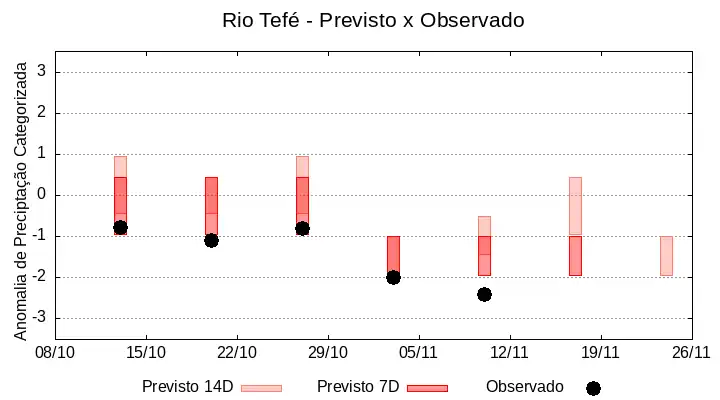 Rio Tefé - Previsto x Observado
Anomalia de Preciptação Categorizada
3
2
1
0
-1
-2
-3
08/10 15/10 22/10 29/10 05/11 12/11 19/11 26/11
Previsto 14D Previsto 7D Observado